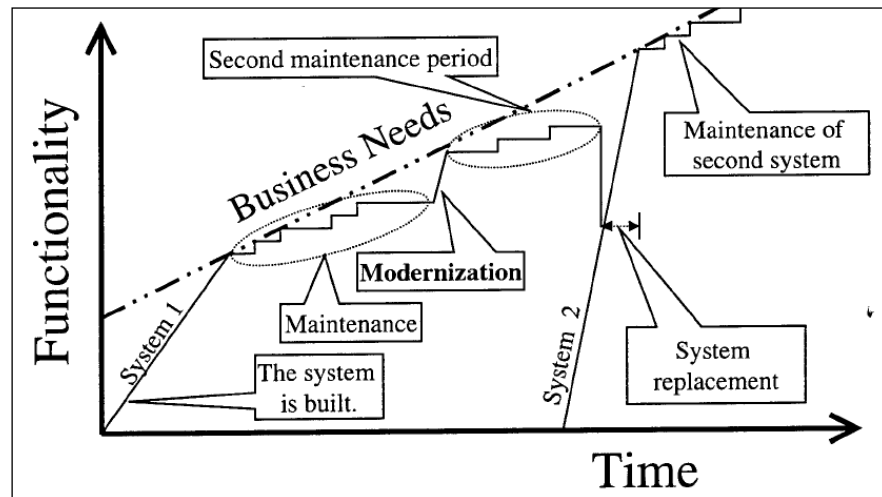 Second maintenance period
Maintenance of
second system
Business Needs
Functionality
Modernization
Maintenance
System 1
The system
is built.
System 2
System
replacement
Time